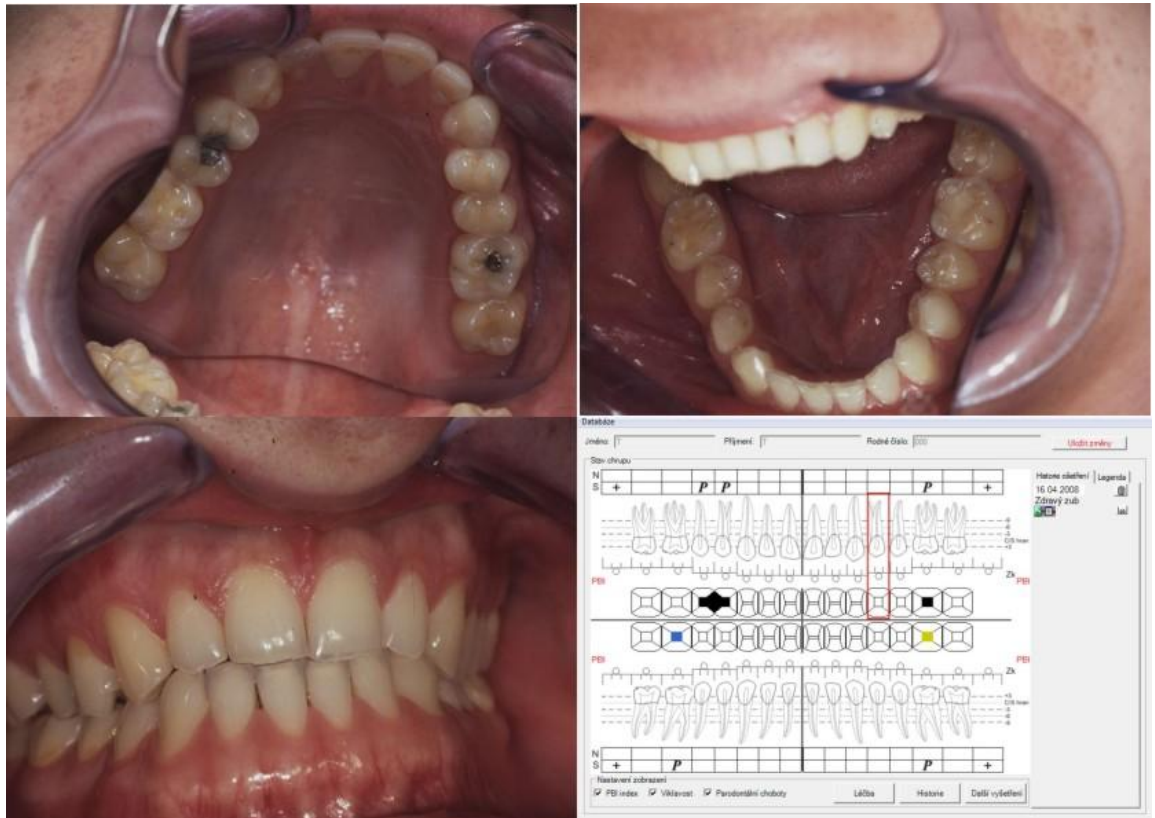 Databáze
Jméno: T Příjmení: T Rodné číslo: 000/ Uložit změny
Stav chrupu
Historie ošetření Legenda
N
S + P P P +
16.04.2008
Zdravý zub
PBI Zk PBI
PBI Zk PBI
N
S + P P +
Nastavení zobrazení
PBI index Viklavost Parodontální choboty Léčba Historie Další vyšetření